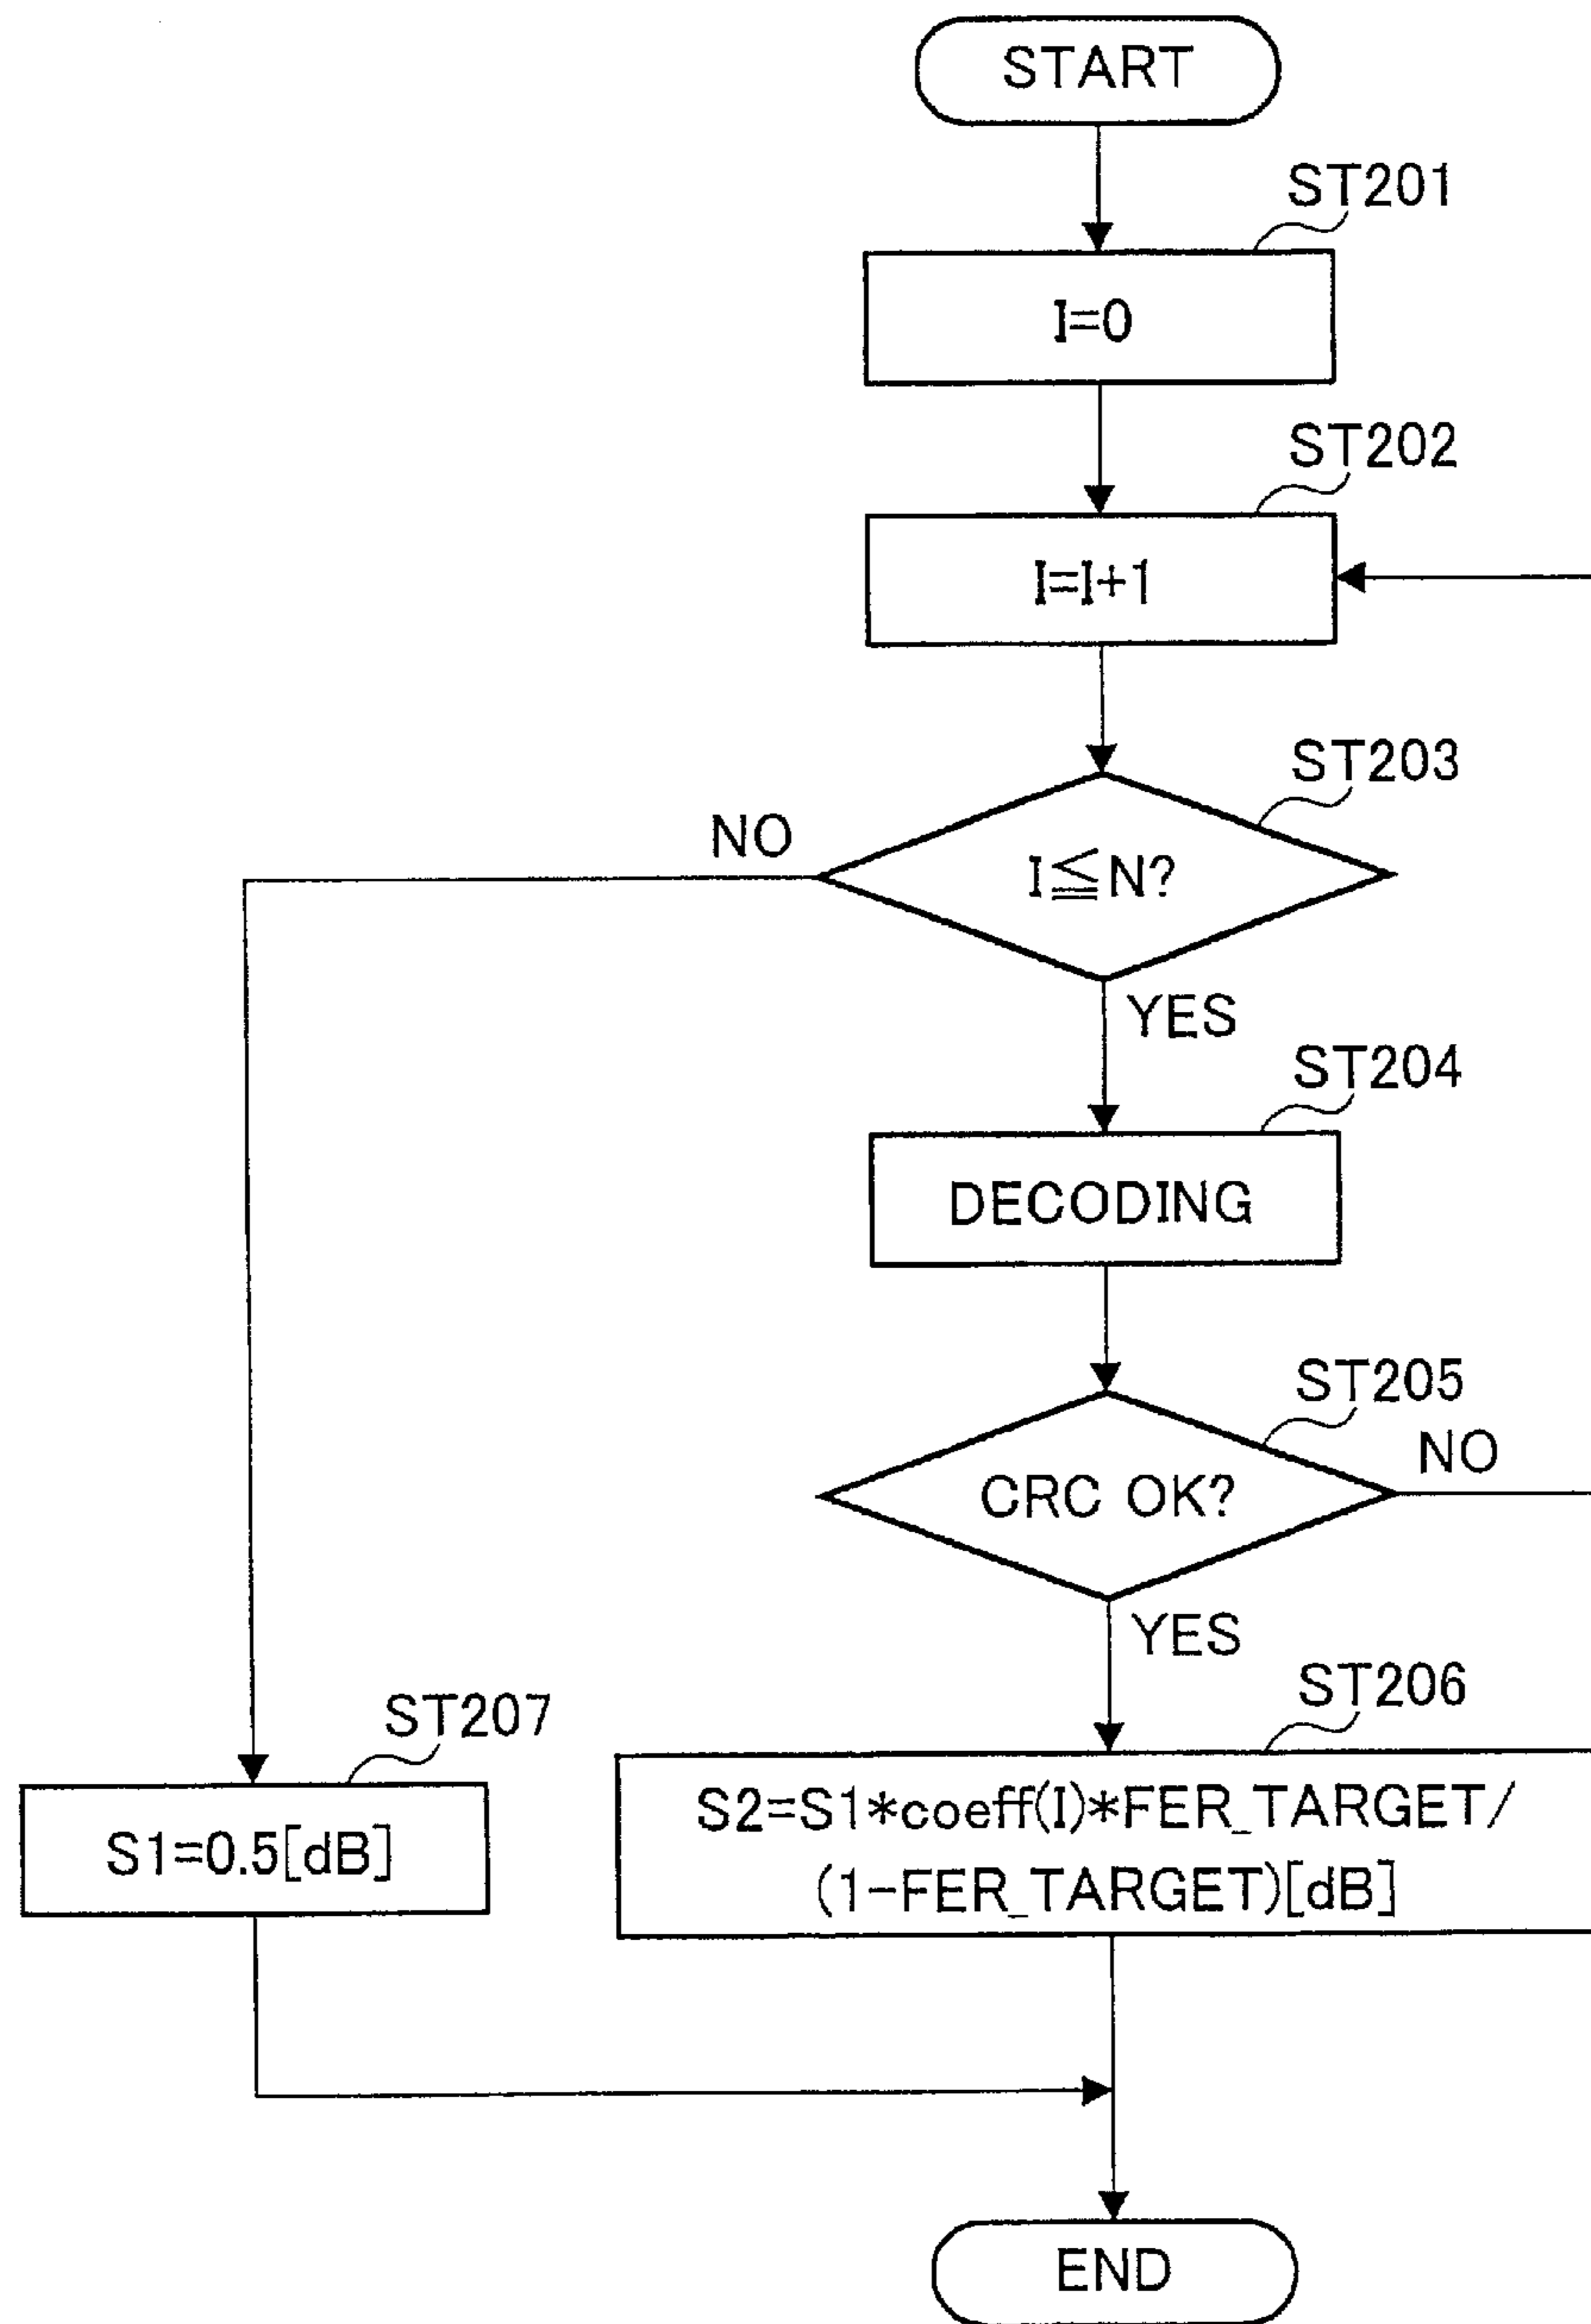 START
ST201
I=0
ST202
I=I+1
ST203
NO
I≦N?
YES
ST204
DECODING
ST205
NO
CRC OK?
YES
ST206
S2=S1*coeff(I)*FER_TARGET/
(1-FER_TARGET)[dB]
ST207
S1=0.5[dB]
END